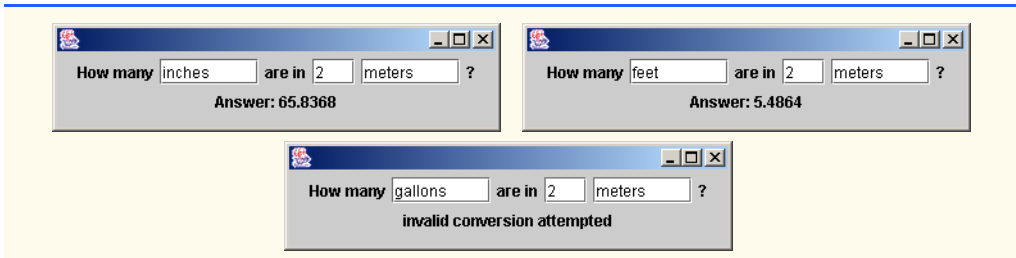 How many inches are in 2 meters ?
Answer: 65.8368
How many feet are in 2 meters ?
Answer: 5.4864
How many gallons are in 2 meters ?
invalid conversion attempted